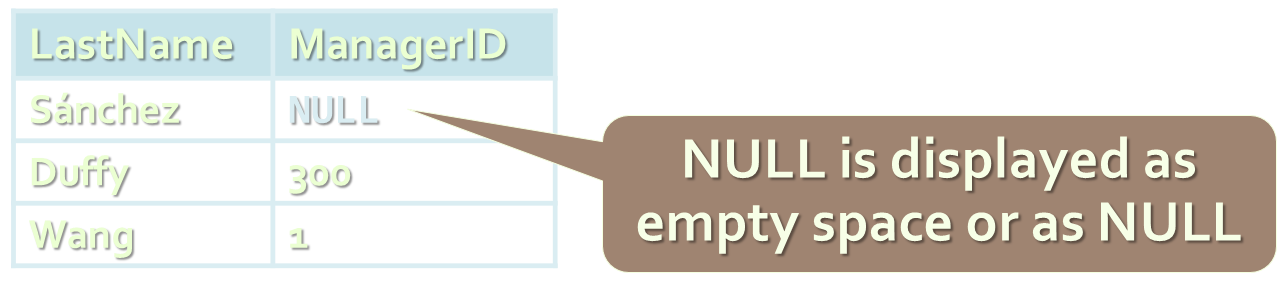 LastName ManagerID
Sánchez NULL
Duffy 300
Wang 1
NULL is displayed as
empty space or as NULL